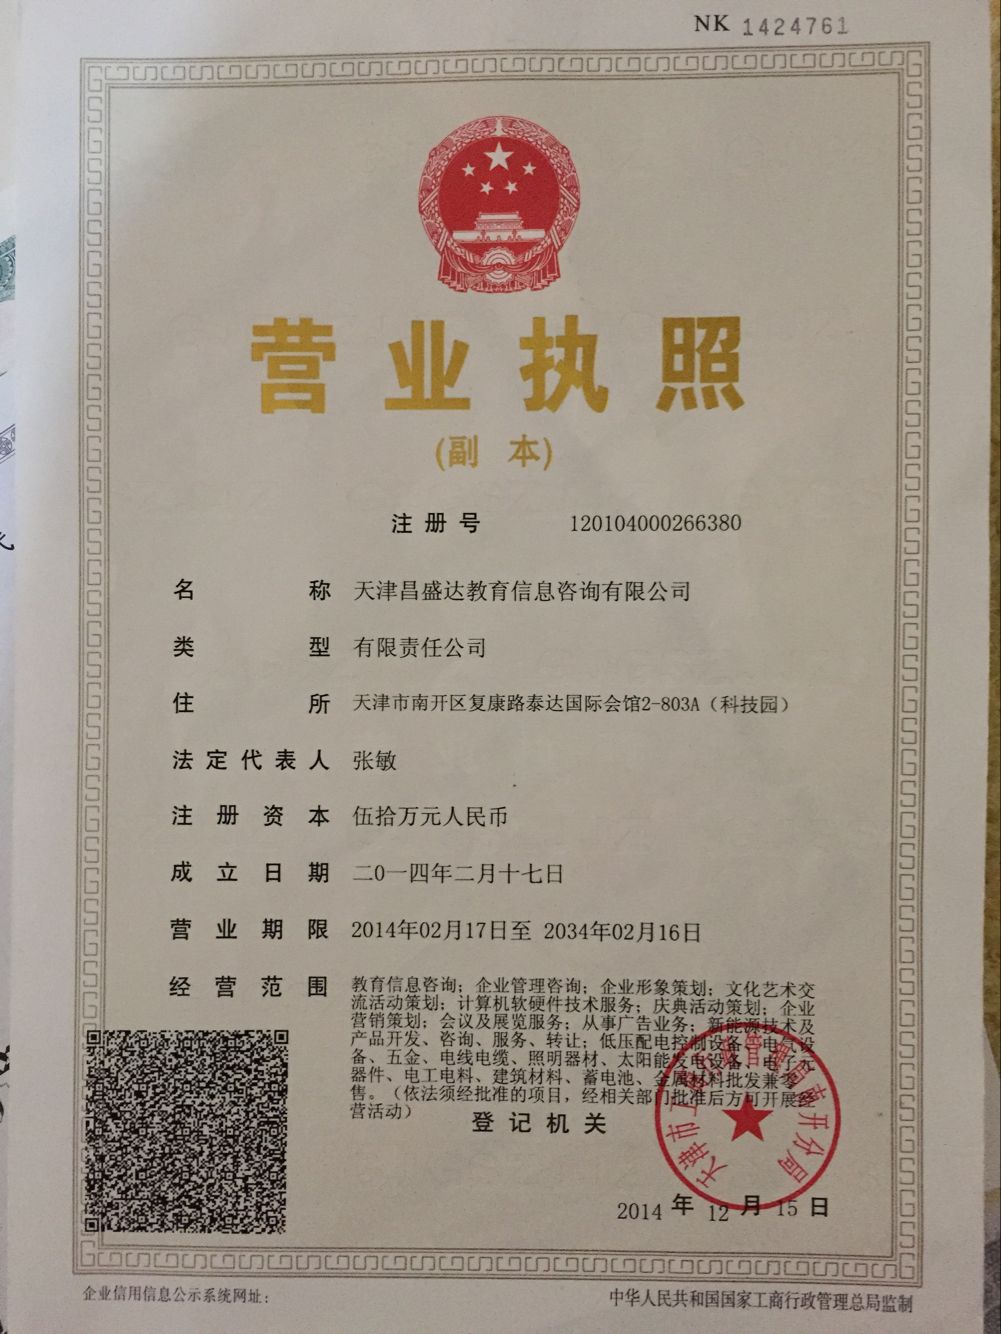 NK 1424761
营业执照
(副 本)
注册号 120104000266380
名称 天津昌盛达教育信息咨询有限公司
类型 有限责任公司
住所 天津市南开区复康路泰达国际会馆2-803A（科技园）
法定代表人 张敏
注册资本 伍拾万元人民币
成立日期 二0一四年二月十七日
营业期限 2014年02月17日至 2034年02月16日
经营范围 教育信息咨询；企业管理咨询；企业形象策划；文化艺术交
流活动策划；计算机软硬件技术服务；庆典活动策划；企业
营销策划；会议及展览服务；从事广告业务；新能源技术及
产品开发、咨询、服务、转让；低压配电控制设备、电气设
备、五金、电线电缆、照明器材、太阳能发电设备、电子元
器件、电工电料、建筑材料、蓄电池、金属材料批发兼零
售。（依法须经批准的项目，经相关部门批准后方可开展经
营活动）
登记机关
天津市工商行政管理局南开分局
2014 年 12 月 15 日
企业信用信息公示系统网址：
中华人民共和国国家工商行政管理总局监制